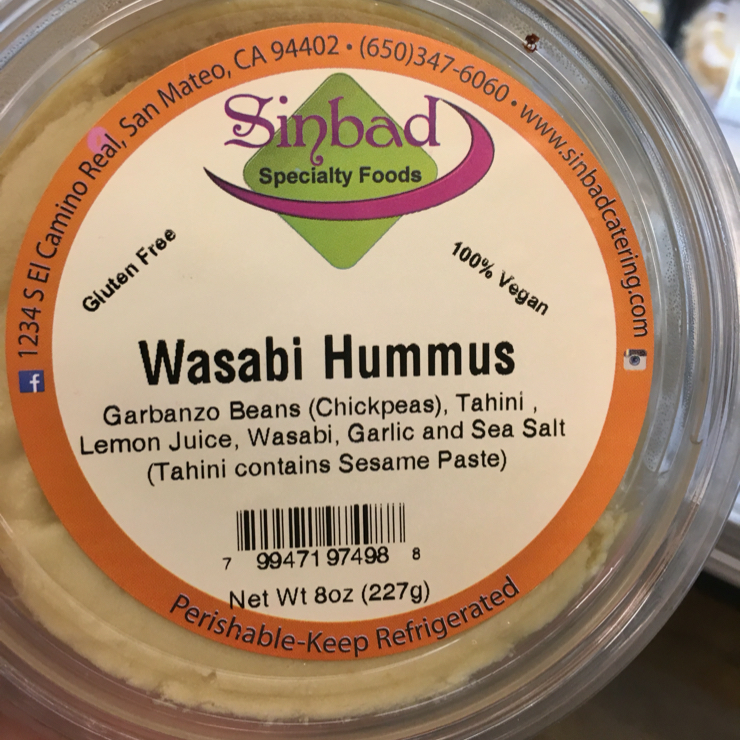 1234 S El Camino Real, San Mateo, CA 94402 • (650)347-6060 • www.sinbadcatering.com
Sinbad
Specialty Foods
Gluten Free
100% Vegan
Wasabi Hummus
Garbanzo Beans (Chickpeas), Tahini ,
Lemon Juice, Wasabi, Garlic and Sea Salt
(Tahini contains Sesame Paste)
7 99471 97498 8
Net Wt 8oz (227g)
Perishable-Keep Refrigerated